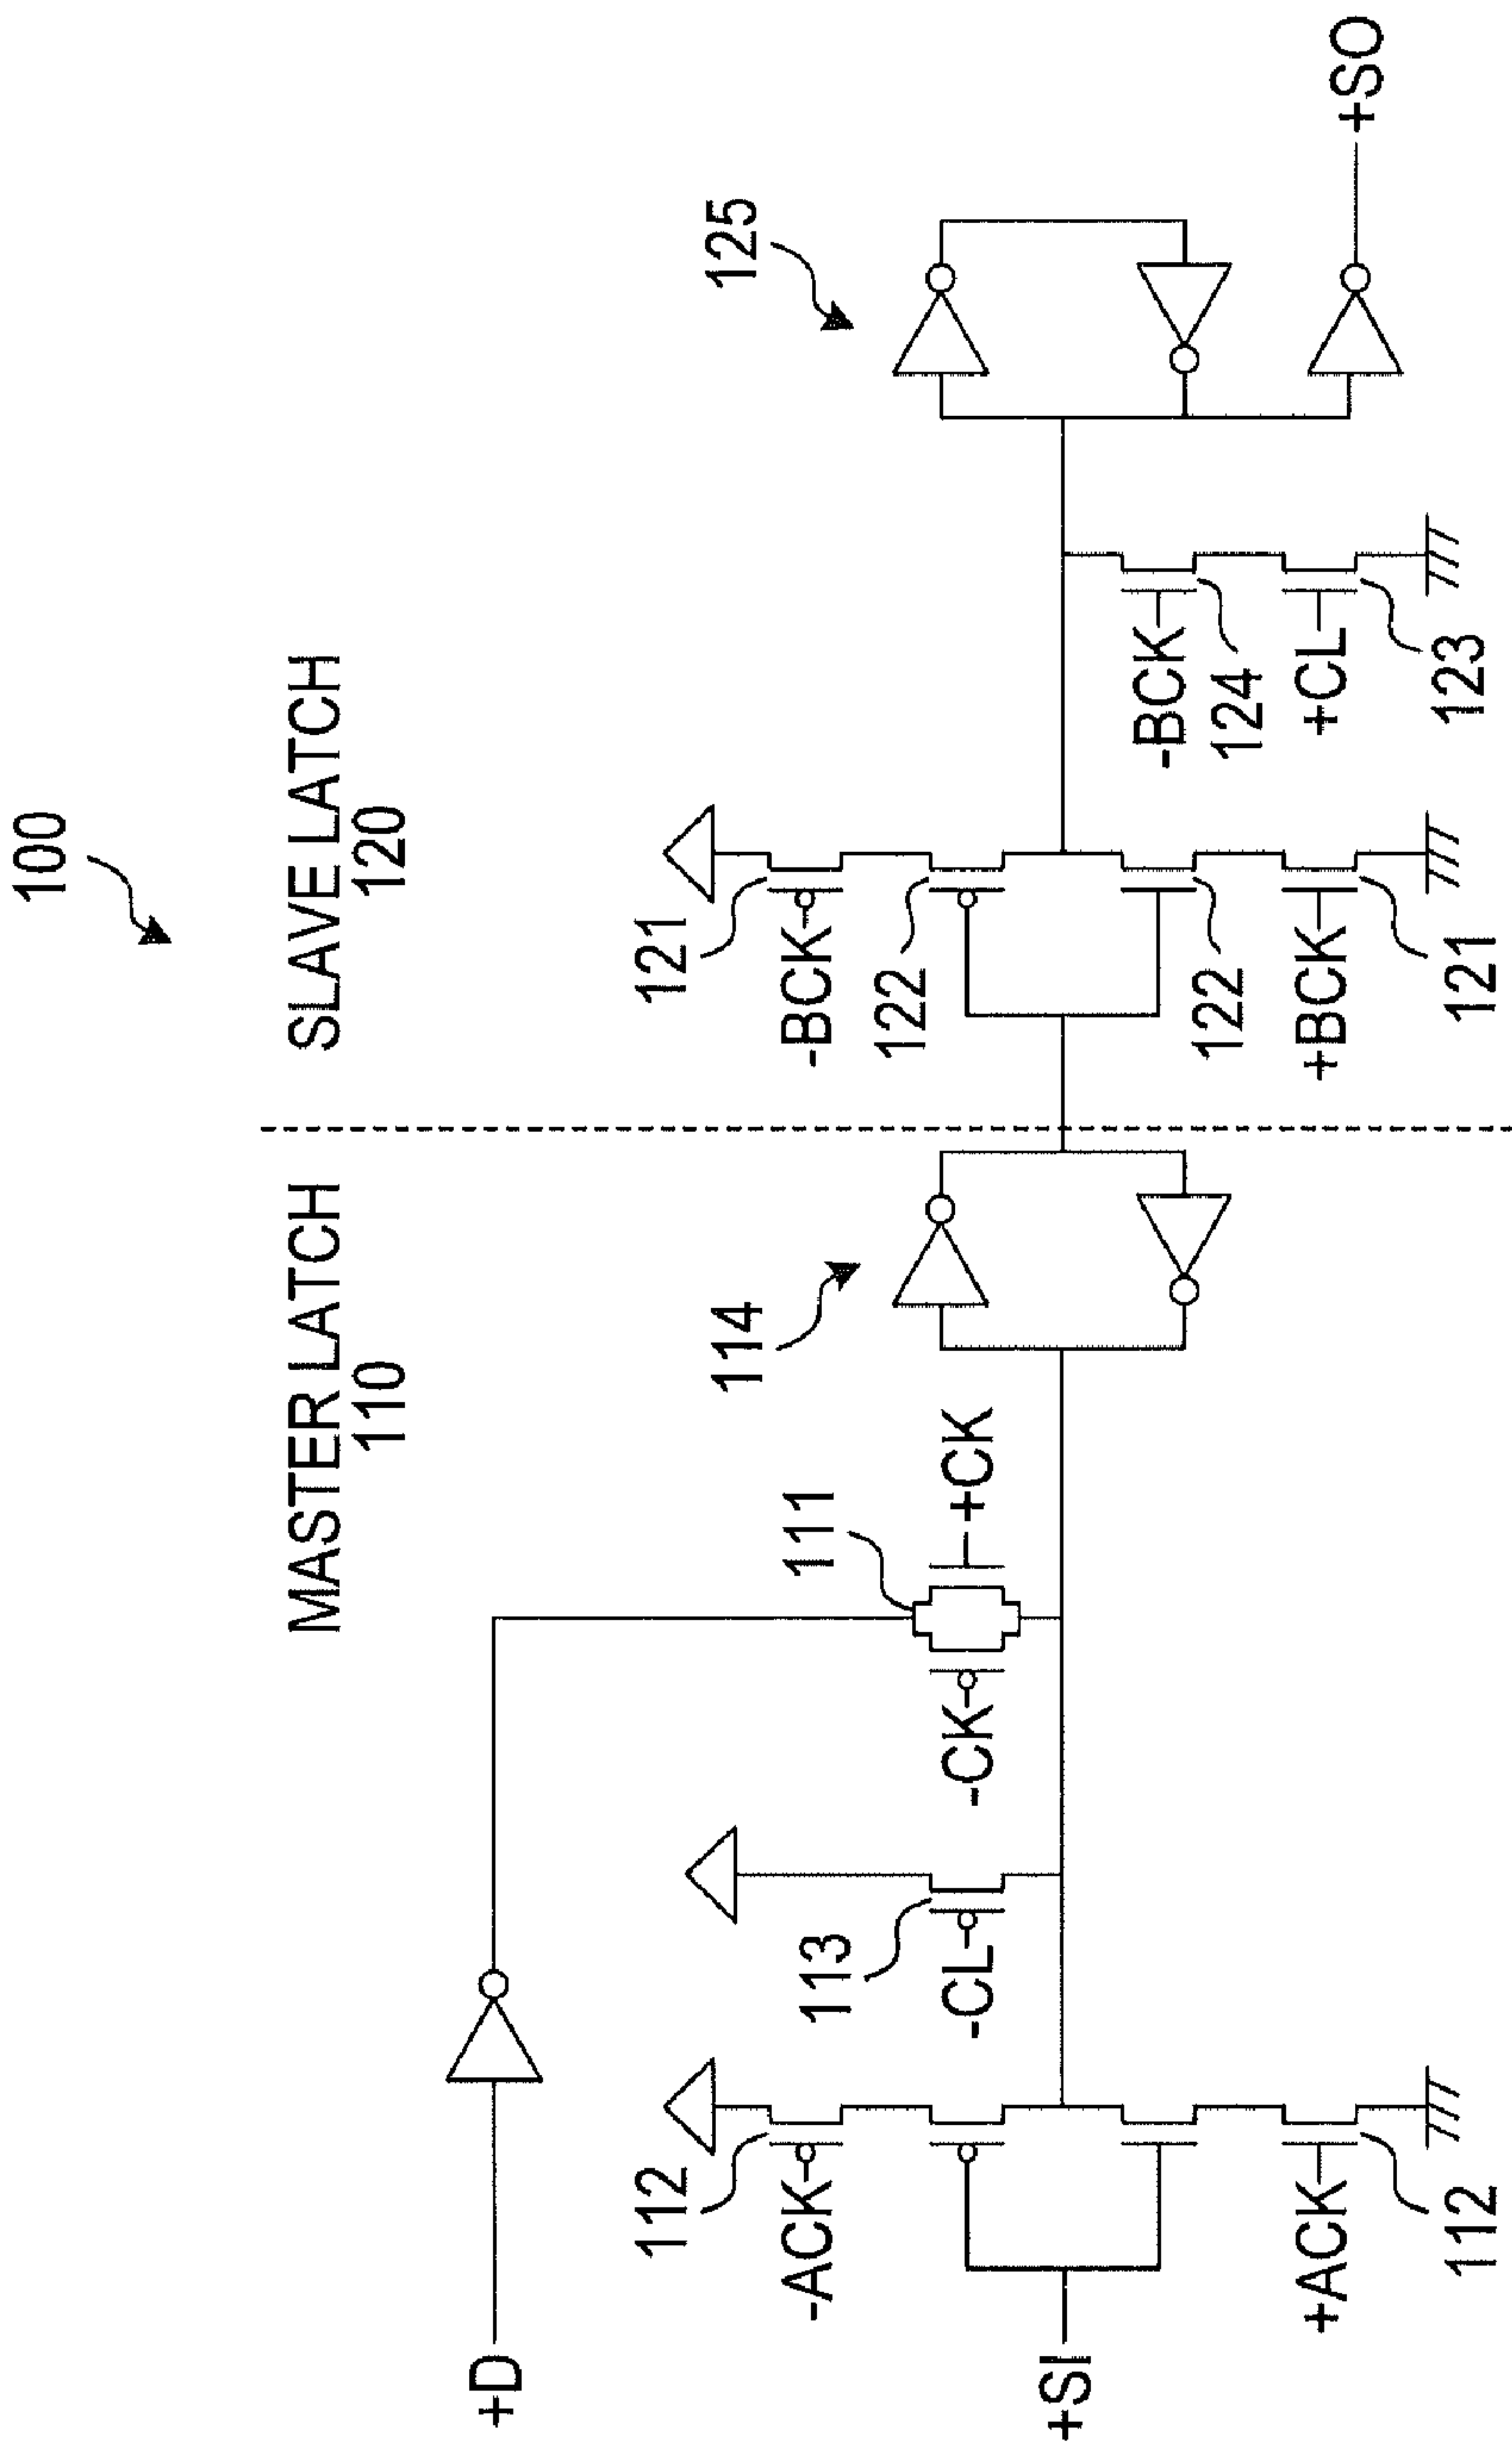 100
MASTER LATCH
110
SLAVE LATCH
120
+D
-ACK
112
-CL
113
-CK
111
+CK
114
+SI
+ACK
112
-BCK
121
122
122
+BCK
121
-BCK
124
+CL
123
125
+SO